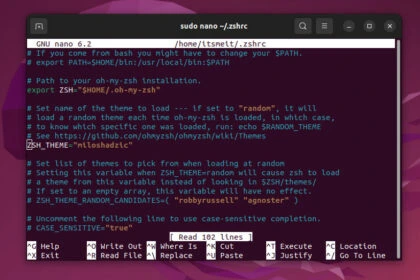 sudo nano ~/.zshrc
GNU nano 6.2 /home/itsmeit/.zshrc
# If you come from bash you might have to change your $PATH.
# export PATH=$HOME/bin:/usr/local/bin:$PATH
# Path to your oh-my-zsh installation.
export ZSH="$HOME/.oh-my-zsh"
# Set name of the theme to load --- if set to "random", it will
# load a random theme each time oh-my-zsh is loaded, in which case,
# to know which specific one was loaded, run: echo $RANDOM_THEME
# See https://github.com/ohmyzsh/ohmyzsh/wiki/Themes
ZSH_THEME="miloshadzic"
# Set list of themes to pick from when loading at random
# Setting this variable when ZSH_THEME=random will cause zsh to load
# a theme from this variable instead of looking in $ZSH/themes/
# If set to an empty array, this variable will have no effect.
# ZSH_THEME_RANDOM_CANDIDATES=( "robbyrussell" "agnoster" )
# Uncomment the following line to use case-sensitive completion.
# CASE_SENSITIVE="true"
[ Read 102 lines ]
^G Help ^O Write Out ^W Where Is ^K Cut ^T Execute ^C Location
^X Exit ^R Read File ^\ Replace ^U Paste ^J Justify ^/ Go To Line